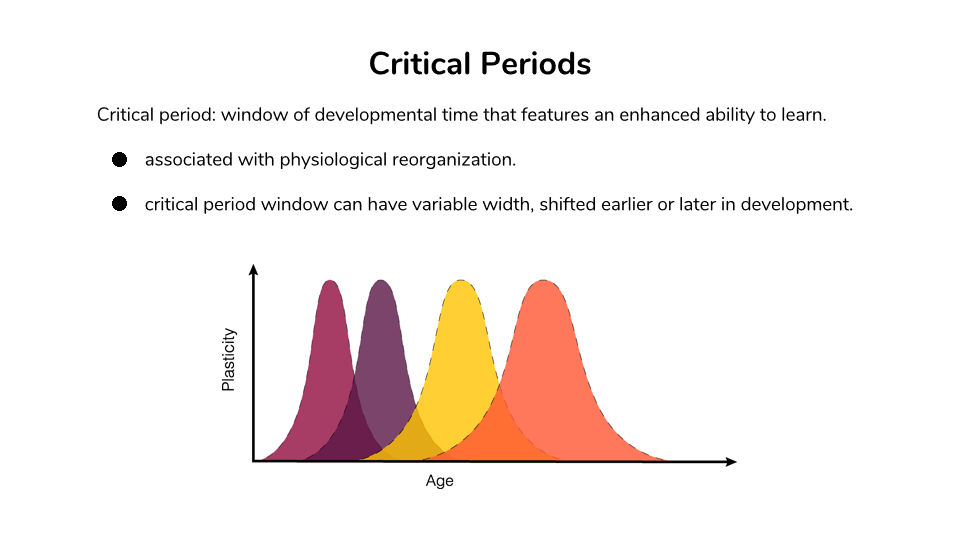 Critical Periods
Critical period: window of developmental time that features an enhanced ability to learn.
associated with physiological reorganization.
critical period window can have variable width, shifted earlier or later in development.
Plasticity
Age